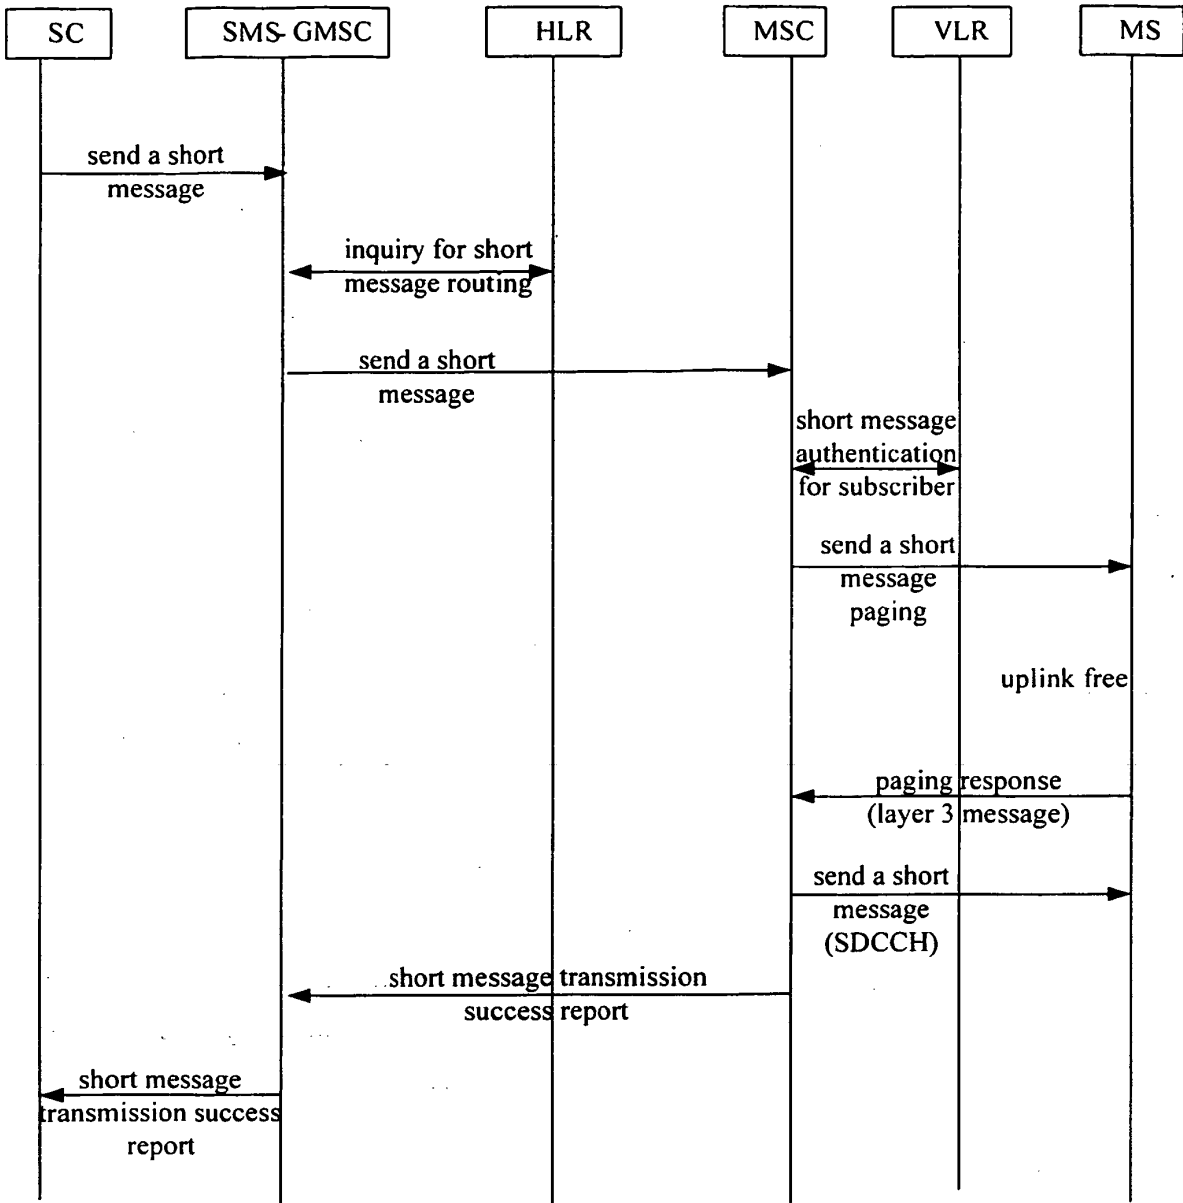 SC
SMS-GMSC
HLR
MSC
VLR
MS
send a short
message
inquiry for short
message routing
send a short
message
short message
authentication
for subscriber
send a short
message
paging
uplink free
paging response
(layer 3 message)
send a short
message
(SDCCH)
short message transmission
success report
short message
transmission success
report